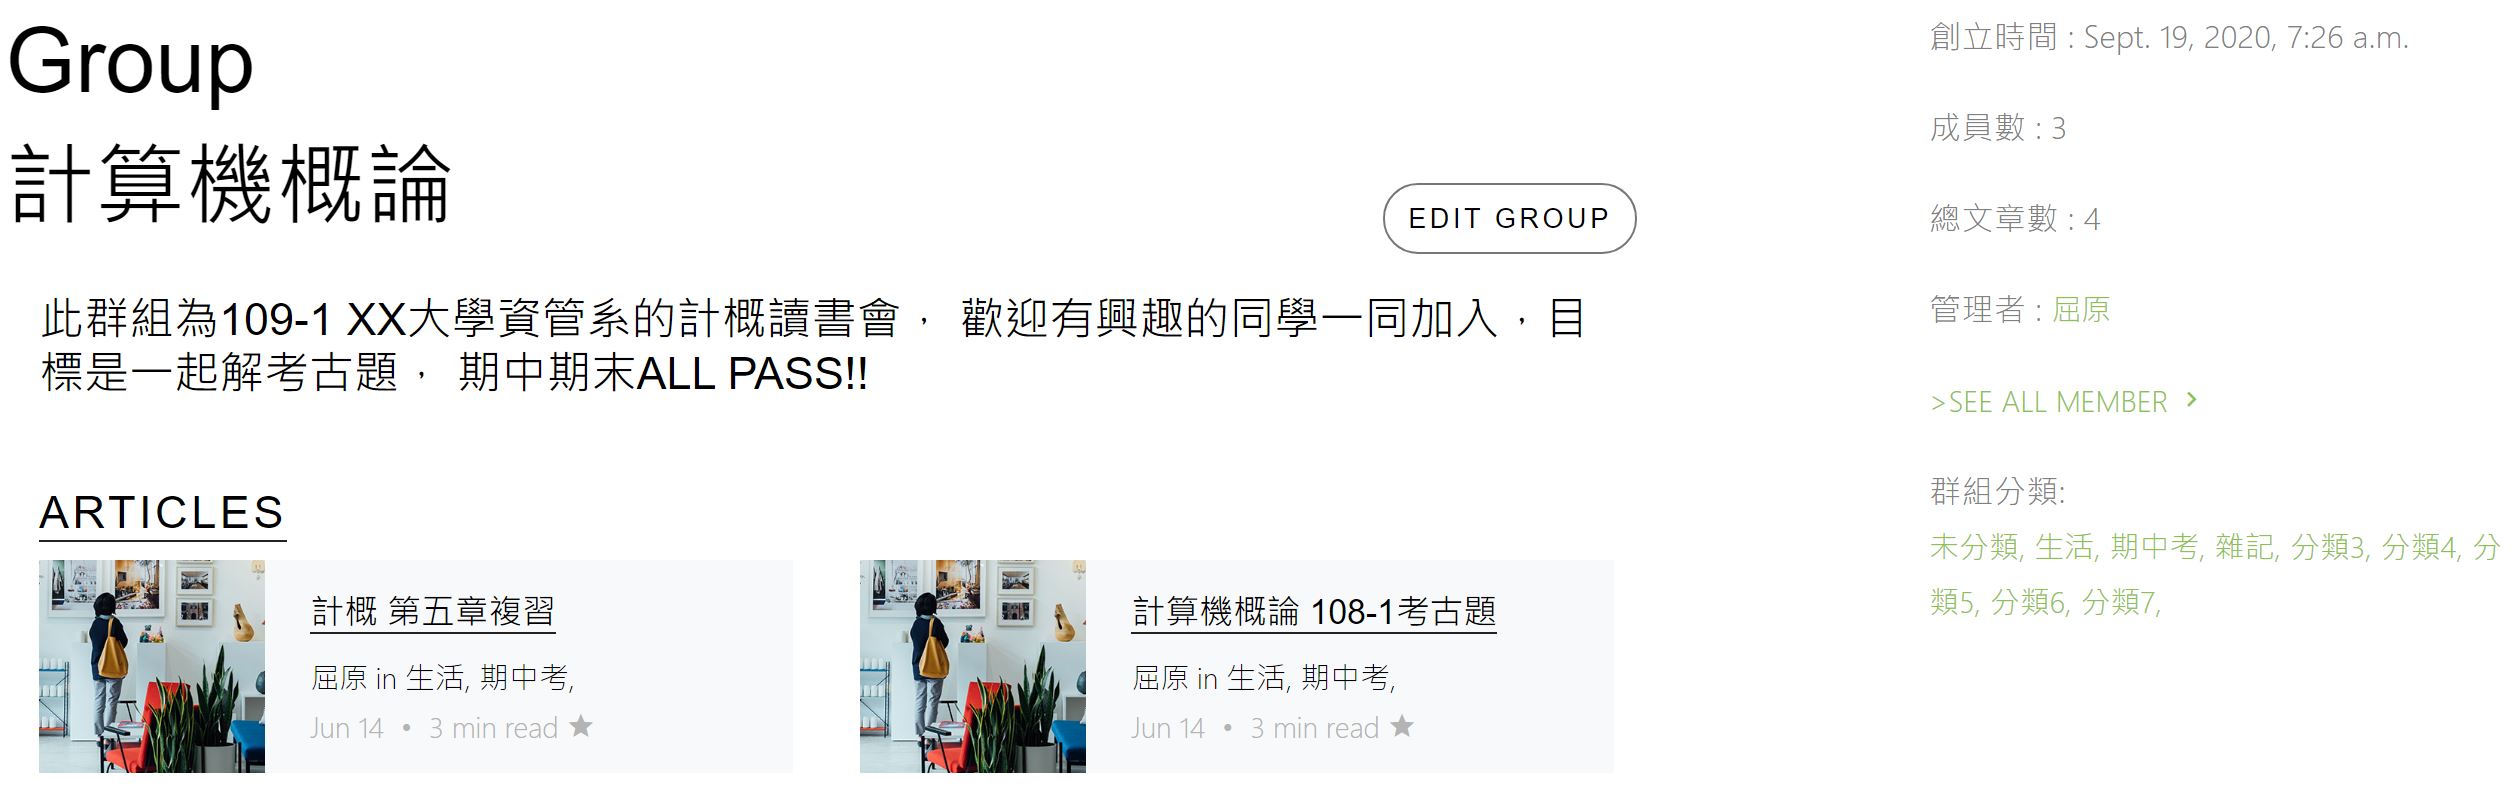 Group
計算機概論
EDIT GROUP
此群組為109-1 XX大學資管系的計概讀書會， 歡迎有興趣的同學一同加入，目
標是一起解考古題， 期中期末ALL PASS!!
ARTICLES
計概 第五章複習
屈原 in 生活, 期中考,
Jun 14 • 3 min read ★
計算機概論 108-1考古題
屈原 in 生活, 期中考,
Jun 14 • 3 min read ★
創立時間 : Sept. 19, 2020, 7:26 a.m.
成員數 : 3
總文章數 : 4
管理者 : 屈原
>SEE ALL MEMBER >
群組分類:
未分類, 生活, 期中考, 雜記, 分類3, 分類4, 分
類5, 分類6, 分類7,